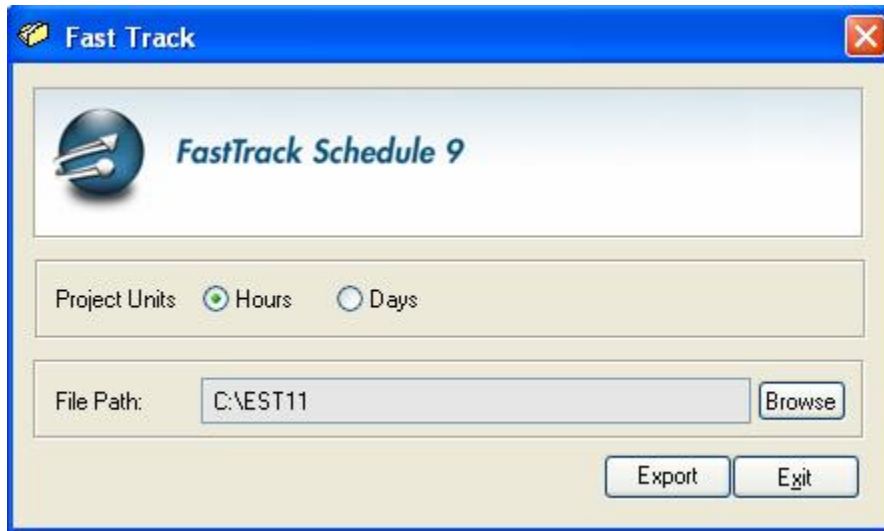 Fast Track
FastTrack Schedule 9
Project Units Hours Days
File Path: C:\EST11 Browse
Export Exit